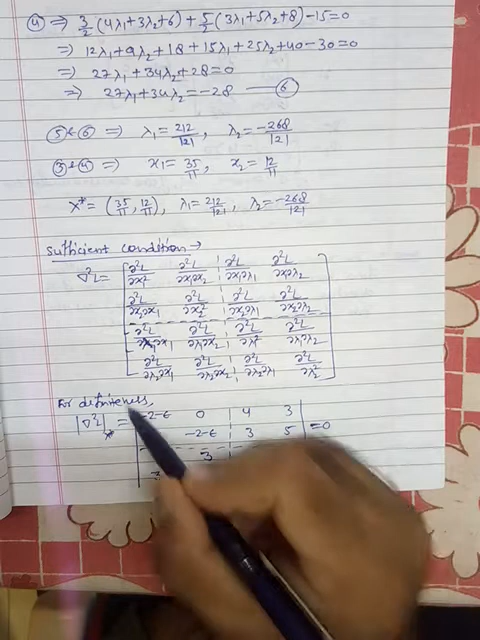 ④ ⇒ 3/2 (4λ₁+3λ₂+6) + 5/2 (3λ₁+5λ₂+8) -15=0
⇒ 12λ₁+9λ₂+18+15λ₁+25λ₂+40-30=0
⇒ 27λ₁+34λ₂+28=0
⇒ 27λ₁+34λ₂=-28 — ⑥
⑤ & ⑥ ⇒ λ₁= 212/121, λ₂= -268/121
③ & ④ ⇒ x₁= 35/11, x₂= 12/11
X*= (35/11, 12/11), λ₁= 212/121, λ₂= -268/121
Sufficient condition→
∇²L= [ ∂²L/∂x₁² ∂²L/∂x₁∂x₂ ∂²L/∂x₁∂λ₁ ∂²L/∂x₁∂λ₂
∂²L/∂x₂∂x₁ ∂²L/∂x₂² ∂²L/∂x₂∂λ₁ ∂²L/∂x₂∂λ₂
∂²L/∂λ₁∂x₁ ∂²L/∂λ₁∂x₂ ∂²L/∂λ₁² ∂²L/∂λ₁∂λ₂
∂²L/∂λ₂∂x₁ ∂²L/∂λ₂∂x₂ ∂²L/∂λ₂∂λ₁ ∂²L/∂λ₂² ]
For definiteness,
|∇²L|x* = | -2-ε 0 4 3
-2-ε 3 5 | =0
3
3